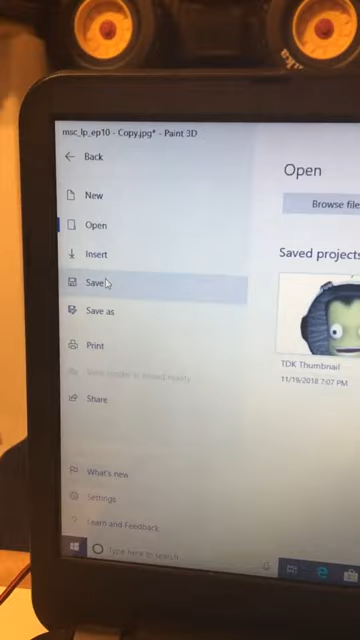 msc_lp_ep10 - Copy.jpg* - Paint 3D
Back
Open
New
Browse file
Open
Insert
Saved projects
Save
Save as
TDK Thumbnail
11/19/2018 7:07 PM
Print
Share
What's new
Settings
Learn and Feedback
Type here to search